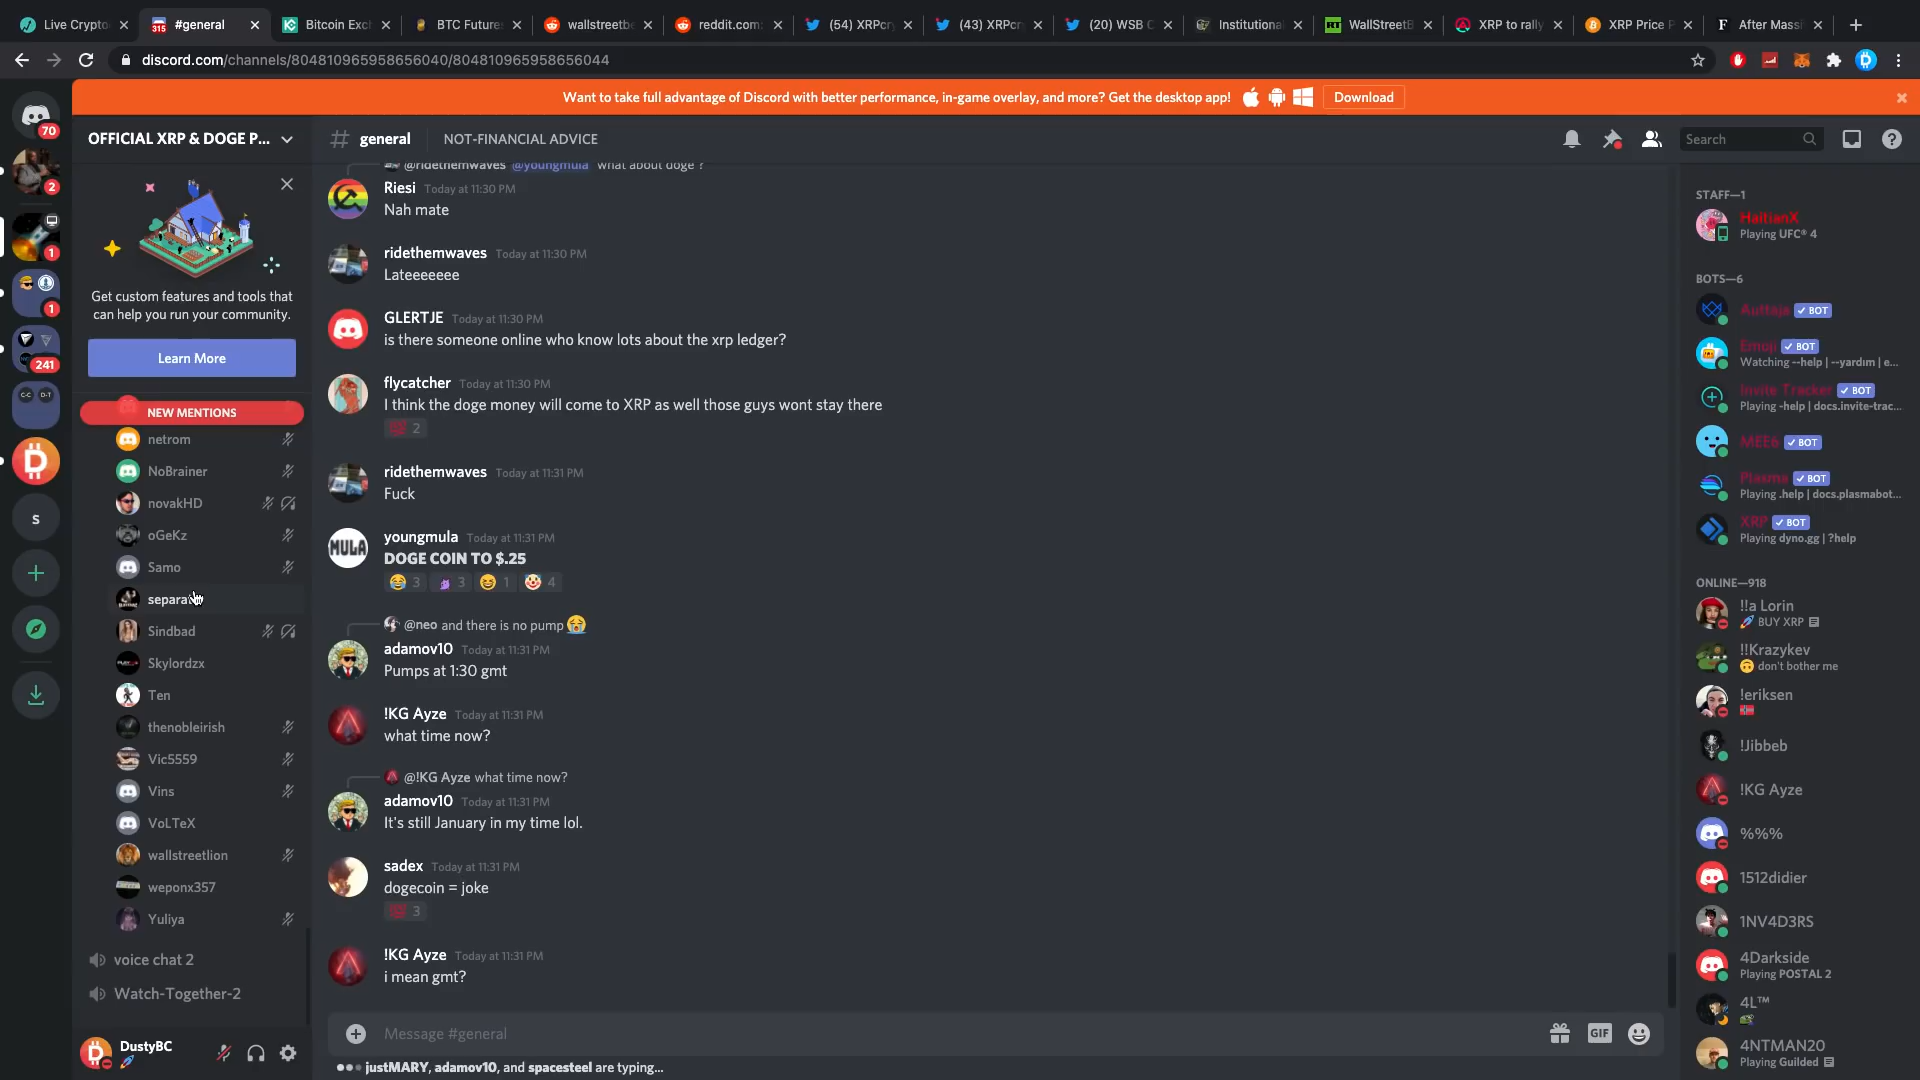 Live Crypto
#general
Bitcoin Exc
BTC Future
wallstreetbe
reddit.com:
(54) XRPcr
(43) XRPcr
(20) WSB C
Institutiona
WallStreetB
XRP to rally
XRP Price P
After Massi
315
discord.com/channels/804810965958656040/804810965958656044
Want to take full advantage of Discord with better performance, in-game overlay, and more? Get the desktop app!
Download
70
2
1
1
241
C-C
D-T
s
OFFICIAL XRP & DOGE P...
Get custom features and tools that
can help you run your community.
Learn More
NEW MENTIONS
netrom
NoBrainer
novakHD
oGeKz
Samo
separa
Sindbad
Skylordzx
Ten
thenobleirish
Vic5559
Vins
VoLTeX
wallstreetlion
weponx357
Yuliya
voice chat 2
Watch-Together-2
DustyBC
# general
NOT-FINANCIAL ADVICE
Search
@ridethemwaves @youngmula what about doge ?
Riesi Today at 11:30 PM
Nah mate
ridethemwaves Today at 11:30 PM
Lateeeeeee
GLERTJE Today at 11:30 PM
is there someone online who know lots about the xrp ledger?
flycatcher Today at 11:30 PM
I think the doge money will come to XRP as well those guys wont stay there
2
ridethemwaves Today at 11:31 PM
Fuck
MULA
youngmula Today at 11:31 PM
DOGE COIN TO $.25
3 3 1 4
@neo and there is no pump
adamov10 Today at 11:31 PM
Pumps at 1:30 gmt
!KG Ayze Today at 11:31 PM
what time now?
@!KG Ayze what time now?
adamov10 Today at 11:31 PM
It's still January in my time lol.
sadex Today at 11:31 PM
dogecoin = joke
3
!KG Ayze Today at 11:31 PM
i mean gmt?
Message #general
GIF
justMARY, adamov10, and spacesteel are typing...
STAFF—1
HaitianX
Playing UFC® 4
BOTS—6
Auttaja BOT
Emoji BOT
Watching --help | --yardım | e...
Invite Tracker BOT
Playing -help | docs.invite-trac...
MEE6 BOT
Plasma BOT
Playing .help | docs.plasmabot...
XRP BOT
Playing dyno.gg | ?help
ONLINE—918
!!a Lorin
BUY XRP
!!Krazykev
don't bother me
!eriksen
!Jibbeb
!KG Ayze
%%%
1512didier
1NV4D3RS
4Darkside
Playing POSTAL 2
4L™
4NTMAN20
Playing Guilded